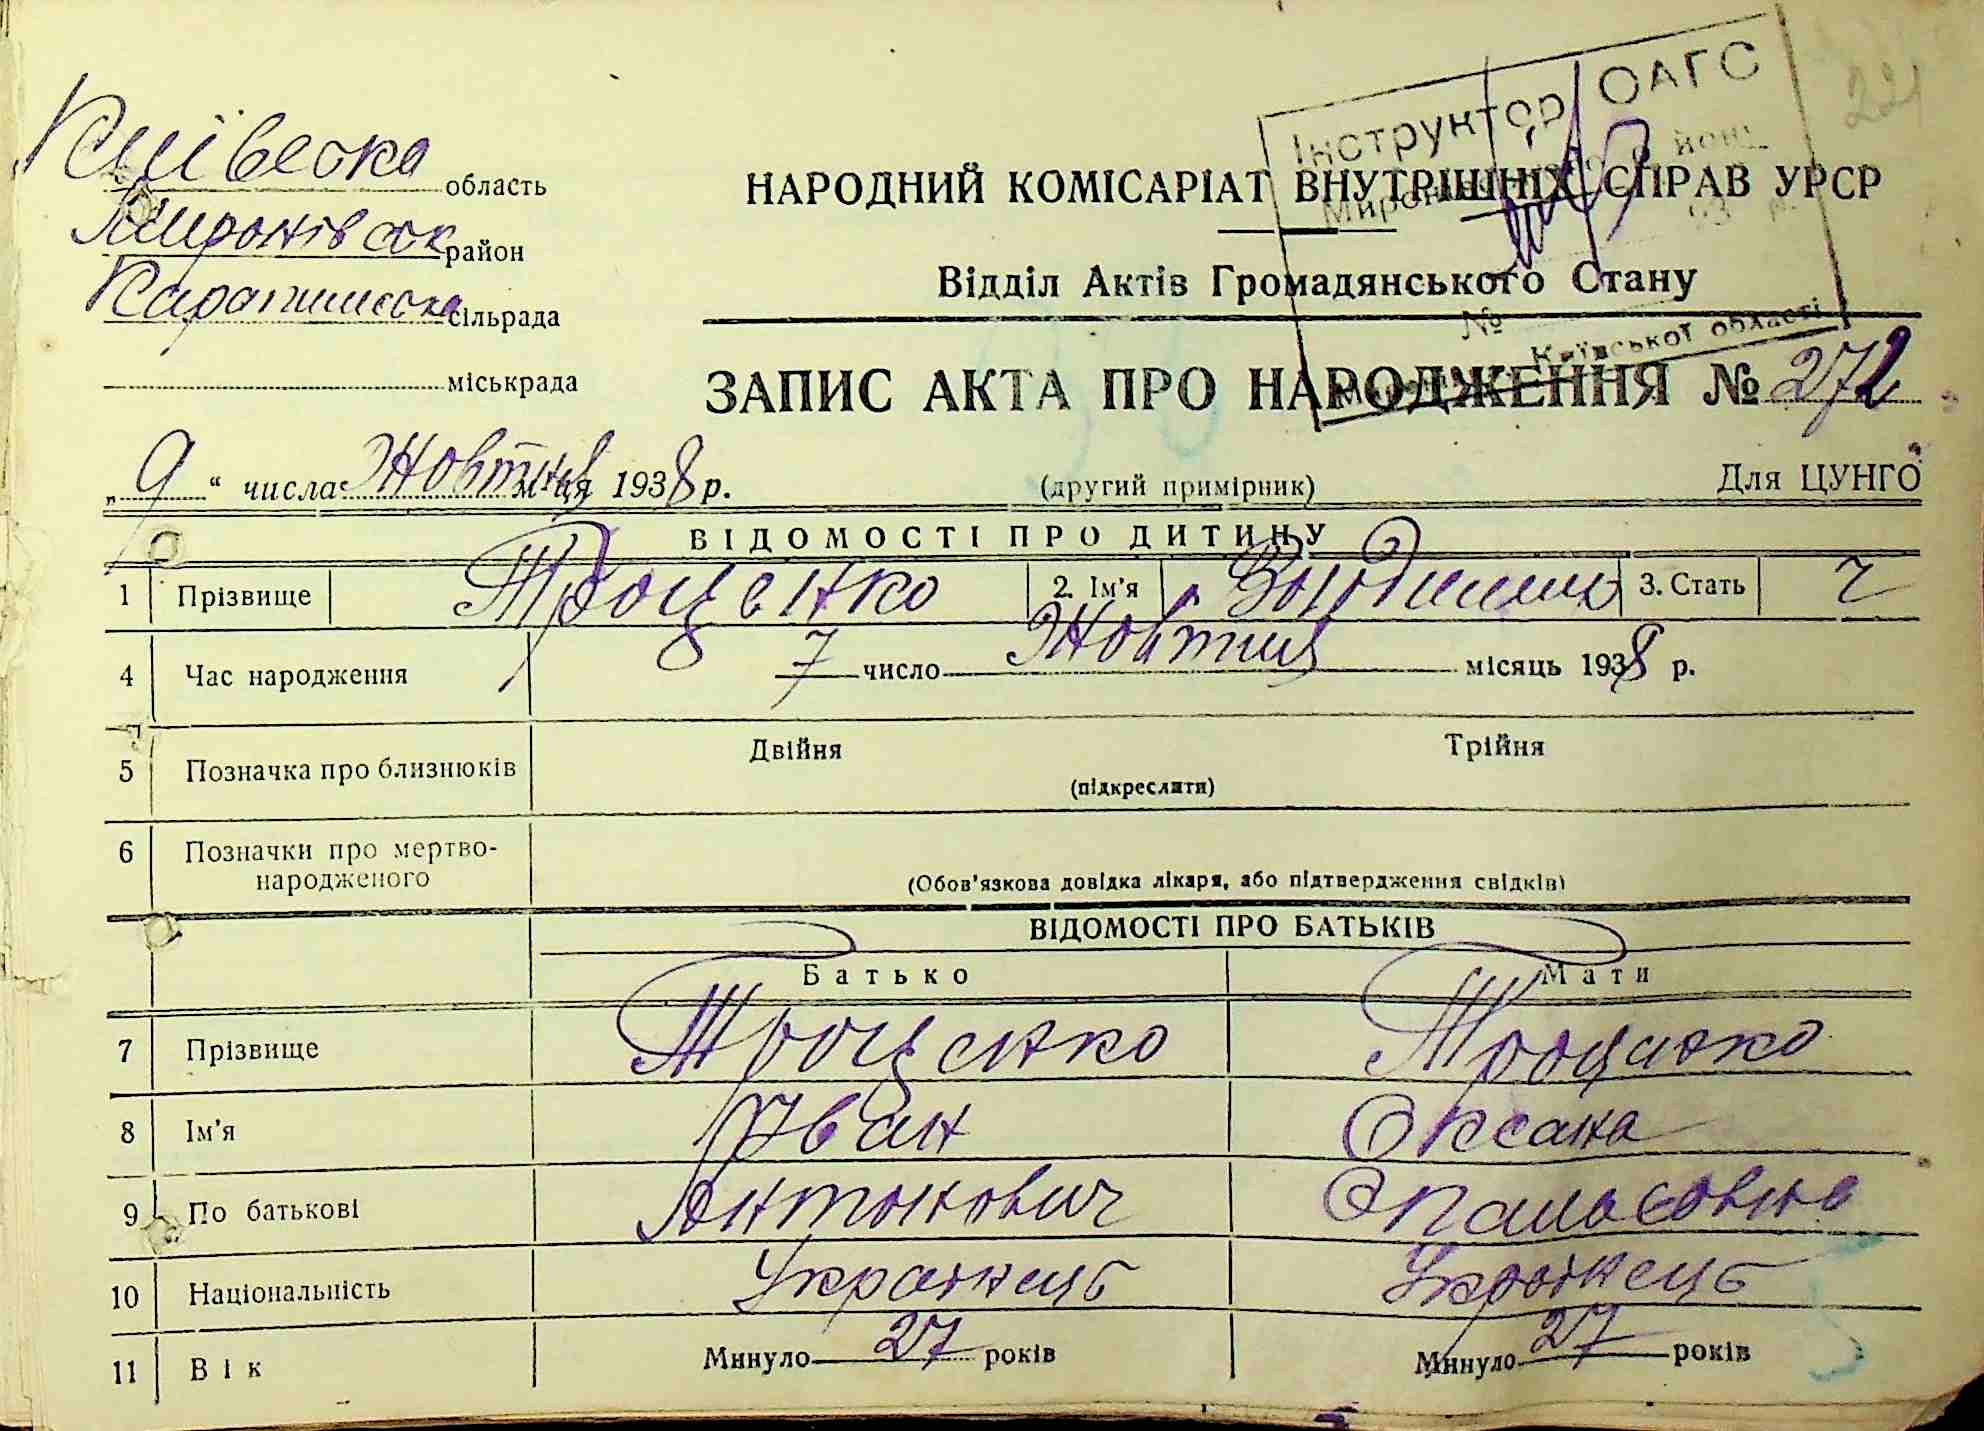 Інструктор ОАГС
221
Київська область
НАРОДНИЙ КОМІСАРІАТ ВНУТРІШНІХ СПРАВ УРСР
Миронівськ район
Відділ Актів Громадянського Стану
Карапишська сільрада
№
Київської області
міськрада
ЗАПИС АКТА ПРО НАРОДЖЕННЯ № 272
„ 9 “ числа Жовтня м-ця 1938 р.
(другий примірник)
Для ЦУНГО
ВІДОМОСТІ ПРО ДИТИНУ
1 Прізвище Троценко 2. Ім'я 3. Стать ч
4 Час народження 7 число Жовтня місяць 1938 р.
5 Позначка про близнюків Двійня Трійня
(підкреслити)
6 Позначки про мертво-
народженого
(Обов'язкова довідка лікаря, або підтвердження свідків)
ВІДОМОСТІ ПРО БАТЬКІВ
Батько Мати
7 Прізвище Троценко Троценко
8 Ім'я Іван Оксана
9 По батькові Антонович
10 Національність Українець Українець
11 Вік Минуло 27 років Минуло 27 років